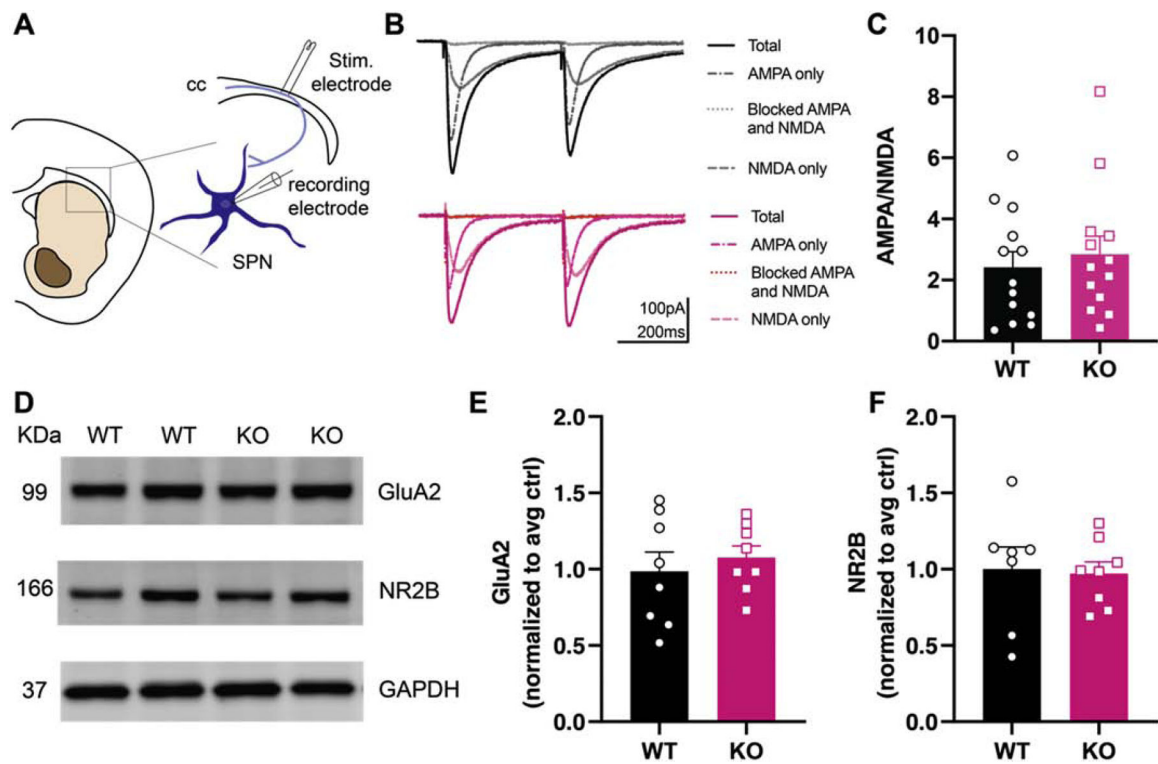 A
cc
Stim.
electrode
recording
electrode
SPN
B
Total
AMPA only
Blocked AMPA
and NMDA
NMDA only
Total
AMPA only
Blocked AMPA
and NMDA
NMDA only
100pA
200ms
C
AMPA/NMDA
10
8
6
4
2
0
WT KO
D
KDa WT WT KO KO
99 GluA2
166 NR2B
37 GAPDH
E
GluA2
(normalized to avg ctrl)
2.0
1.5
1.0
0.5
0.0
WT KO
F
NR2B
(normalized to avg ctrl)
2.0
1.5
1.0
0.5
0.0
WT KO